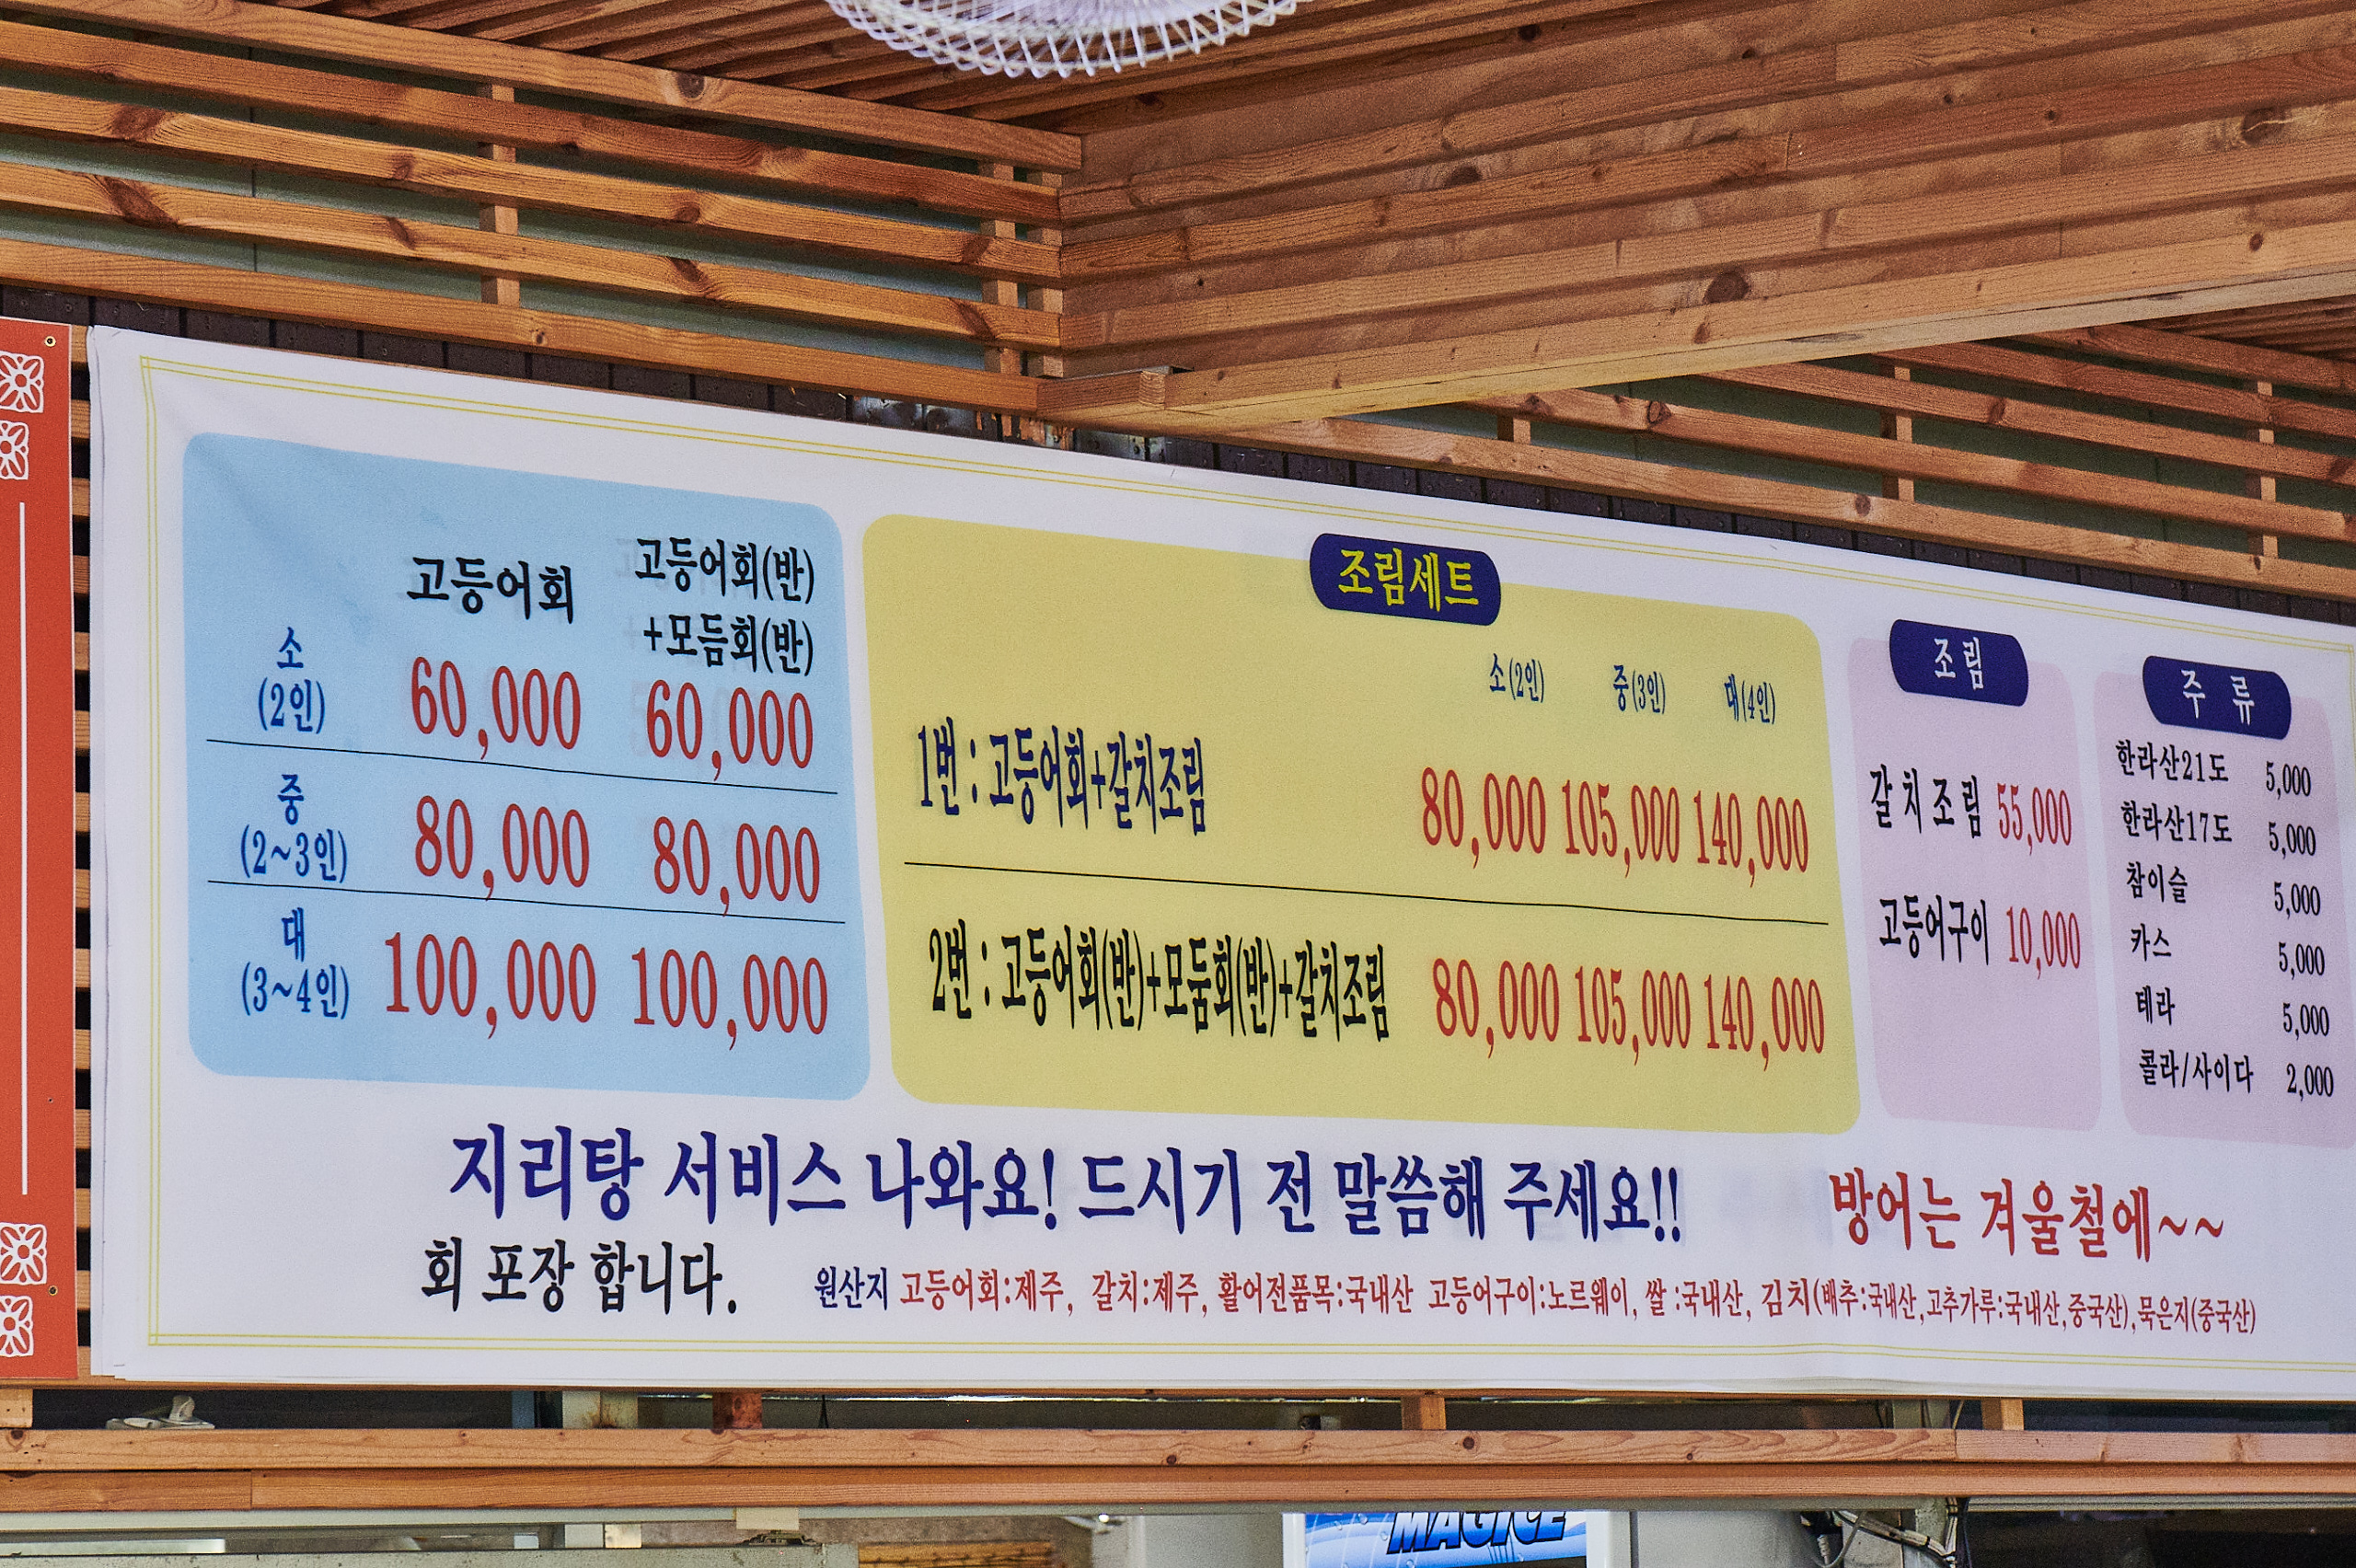 고등어회
고등어회(반)
+모듬회(반)
소
(2인)
60,000 60,000
중
(2~3인)
80,000 80,000
대
(3~4인)
100,000 100,000
조림세트
소(2인) 중(3인) 대(4인)
1번 : 고등어회+갈치조림 80,000 105,000 140,000
2번 : 고등어회(반)+모둠회(반)+갈치조림 80,000 105,000 140,000
조림
갈치조림 55,000
고등어구이 10,000
주류
한라산21도 5,000
한라산17도 5,000
참이슬 5,000
카스 5,000
테라 5,000
콜라/사이다 2,000
지리탕 서비스 나와요! 드시기 전 말씀해 주세요!!
방어는 겨울철에~~
회 포장 합니다.
원산지 고등어회:제주, 갈치:제주, 활어전품목:국내산 고등어구이:노르웨이, 쌀:국내산, 김치(배추:국내산,고추가루:국내산,중국산),묵은지(중국산)
MAGICE